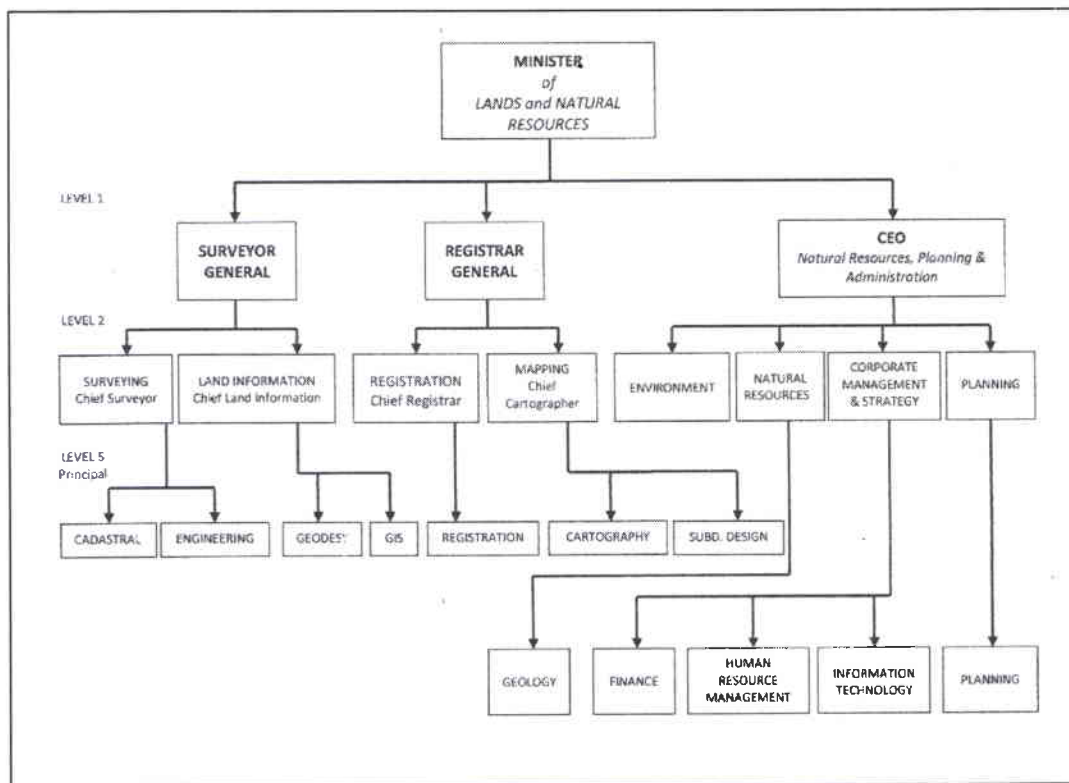 MINISTER
of
LANDS and NATURAL
RESOURCES
LEVEL 1
SURVEYOR
GENERAL
REGISTRAR
GENERAL
CEO
Natural Resources, Planning &
Administration
LEVEL 2
SURVEYING
Chief Surveyor
LAND INFORMATION
Chief Land Information
REGISTRATION
Chief Registrar
MAPPING
Chief
Cartographer
ENVIRONMENT
NATURAL
RESOURCES
CORPORATE
MANAGEMENT
& STRATEGY
PLANNING
LEVEL 5
Principal
CADASTRAL
ENGINEERING
GEODESY
GIS
REGISTRATION
CARTOGRAPHY
SUBD. DESIGN
GEOLOGY
FINANCE
HUMAN
RESOURCE
MANAGEMENT
INFORMATION
TECHNOLOGY
PLANNING